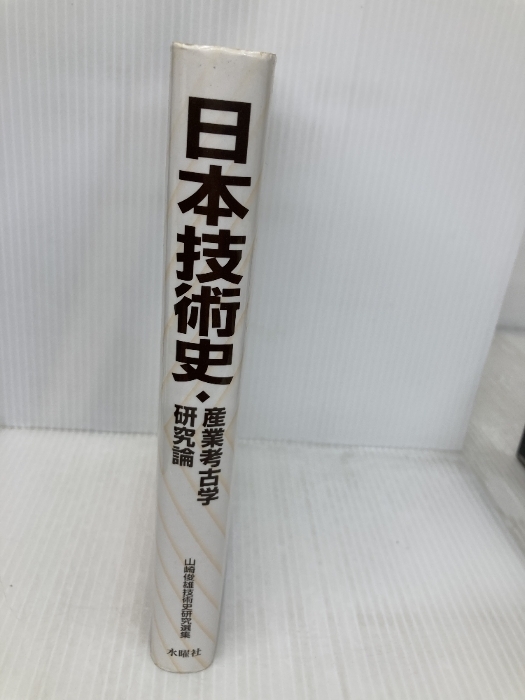 日本技術史・
産業考古学
研究論
山崎俊雄技術史研究選集
水曜社